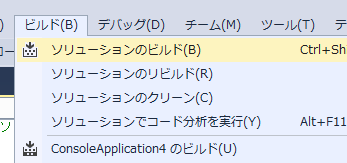 ビルド(B) デバッグ(D) チーム(M) ツール(T) テ
ソリューションのビルド(B) Ctrl+Sh
ソリューションのリビルド(R)
ソリューションのクリーン(C)
ソリューションでコード分析を実行(Y) Alt+F11
ConsoleApplication4 のビルド(U)